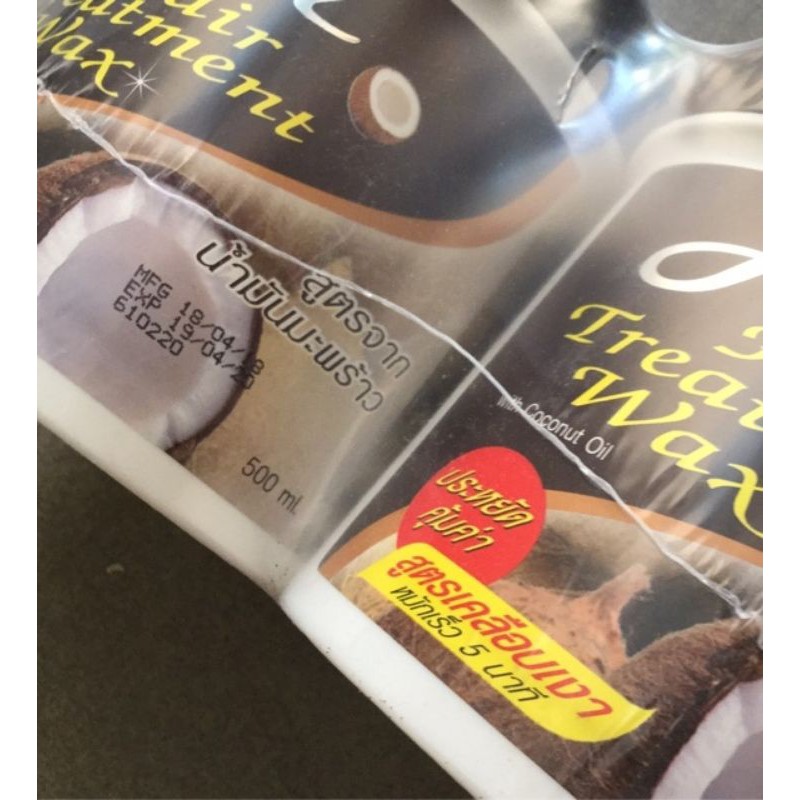 Hair
Treatment
Wax
สูตรจาก
น้ำมันมะพร้าว
MFG 18/04/
EXP 19/04/20
610220
500 ml.
Wax
with Coconut Oil
ประหยัด
คุ้มค่า
สูตรเคลือบเงา
หมักเร็ว 5 นาที